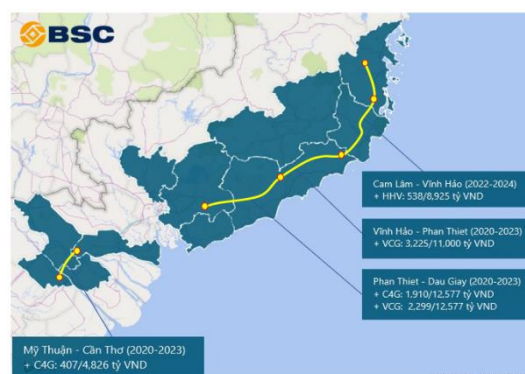 BSC
Cam Lâm - Vĩnh Hảo (2022-2024)
+ HHV: 538/8,925 tỷ VND
Vĩnh Hảo - Phan Thiet (2020-2023)
+ VCG: 3,225/11,000 tỷ VND
Phan Thiet - Dau Giay (2020-2023)
+ C4G: 1,910/12,577 tỷ VND
+ VCG: 2,299/12,577 tỷ VND
Mỹ Thuận - Cần Thơ (2020-2023)
+ C4G: 407/4,826 tỷ VND